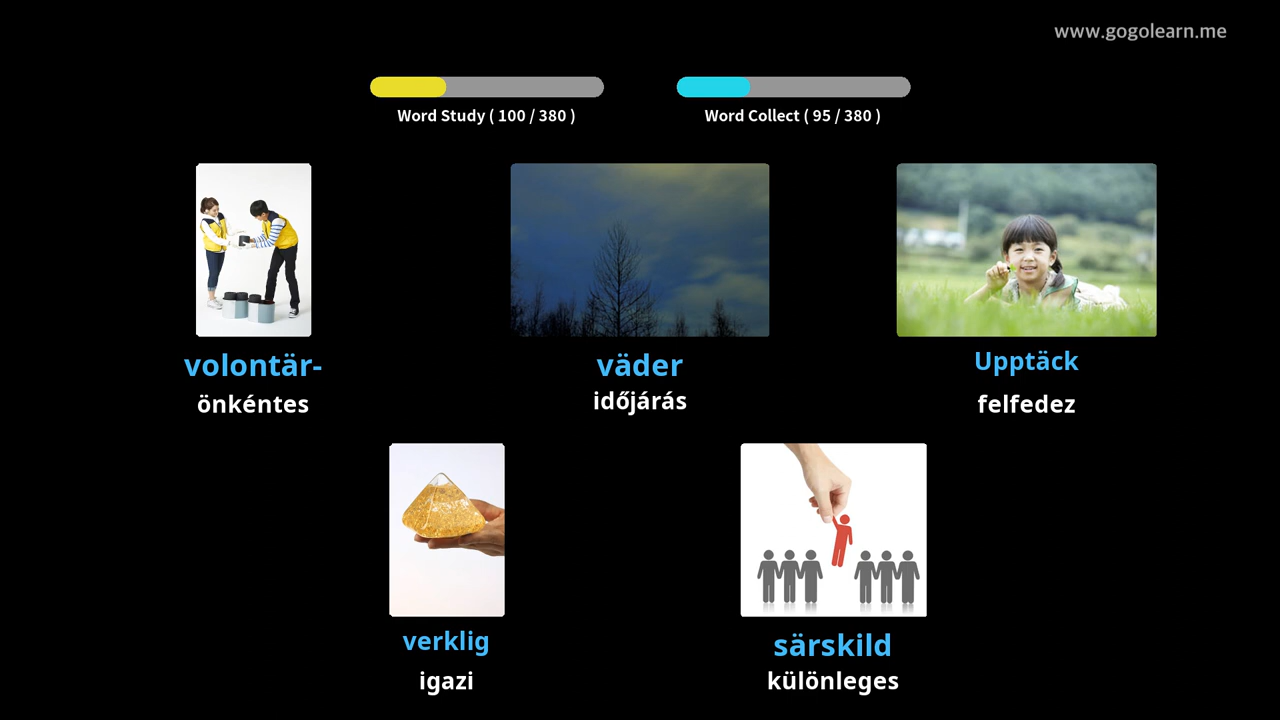 www.gogolearn.me
Word Study ( 100 / 380 )
Word Collect ( 95 / 380 )
volontär-
önkéntes
väder
időjárás
Upptäck
felfedez
verklig
igazi
särskild
különleges